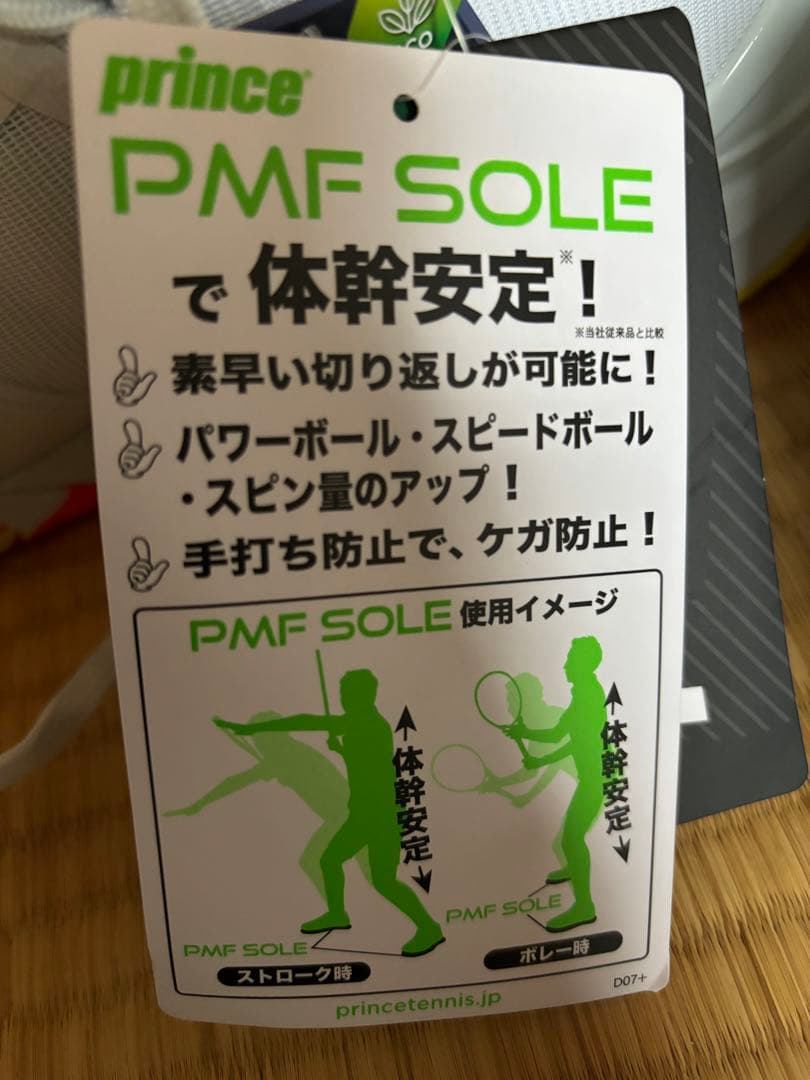 co
prince
PMF SOLE
で体幹安定※！
※当社従来品と比較
素早い切り返しが可能に！
パワーボール・スピードボール
・スピン量のアップ！
手打ち防止で、ケガ防止！
PMF SOLE 使用イメージ
体幹安定
体幹安定
PMF SOLE
PMF SOLE
ストローク時
ボレー時
D07+
princetennis.jp